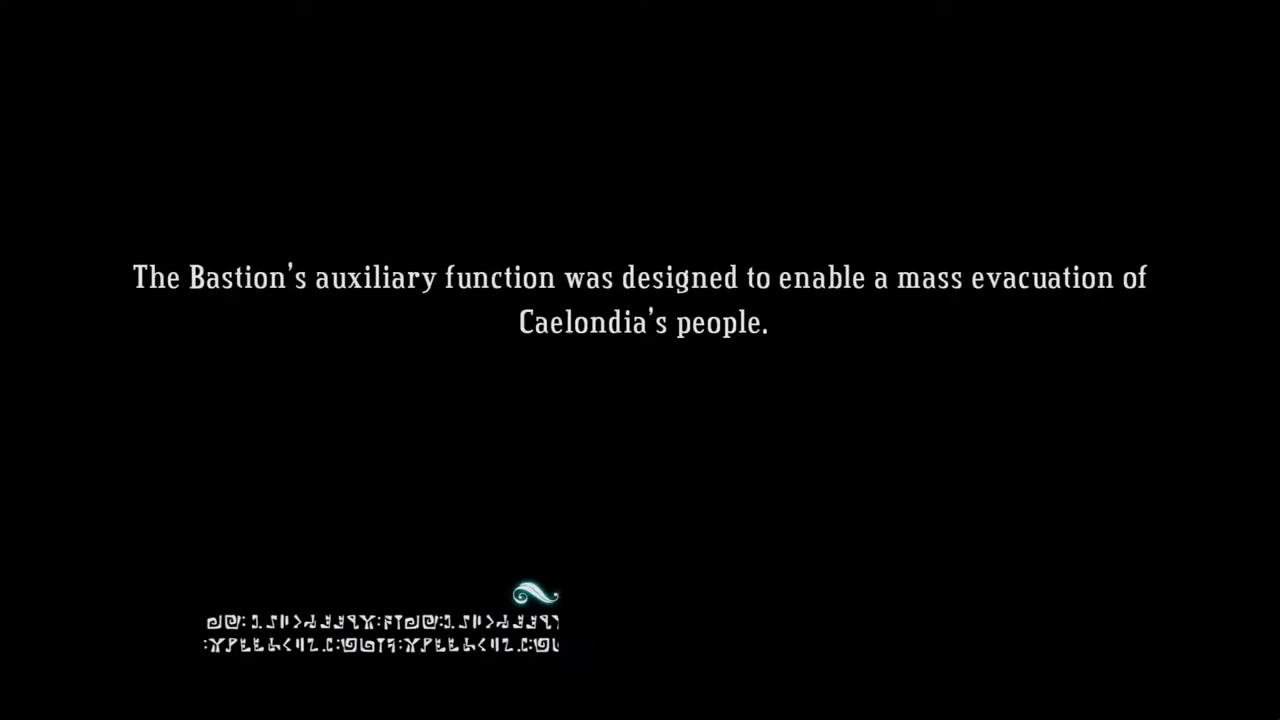 The Bastion's auxiliary function was designed to enable a mass evacuation of
Caelondia's people.